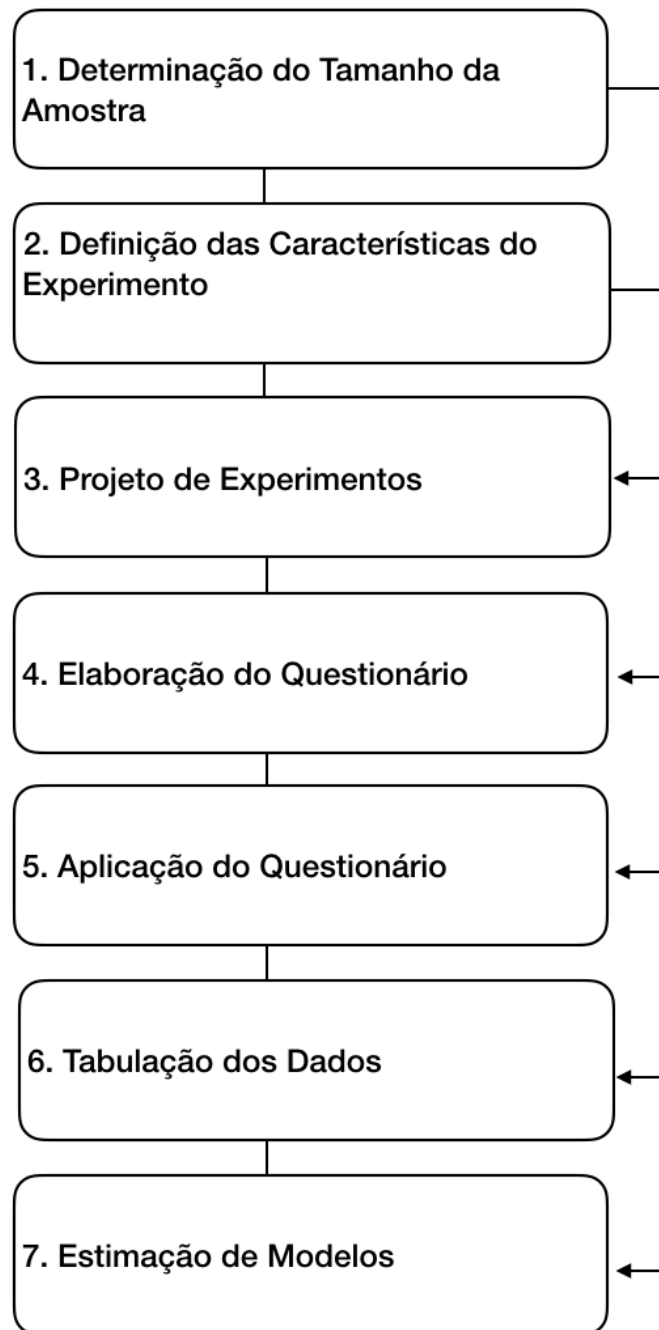 1. Determinação do Tamanho da
Amostra
2. Definição das Características do
Experimento
3. Projeto de Experimentos
4. Elaboração do Questionário
5. Aplicação do Questionário
6. Tabulação dos Dados
7. Estimação de Modelos